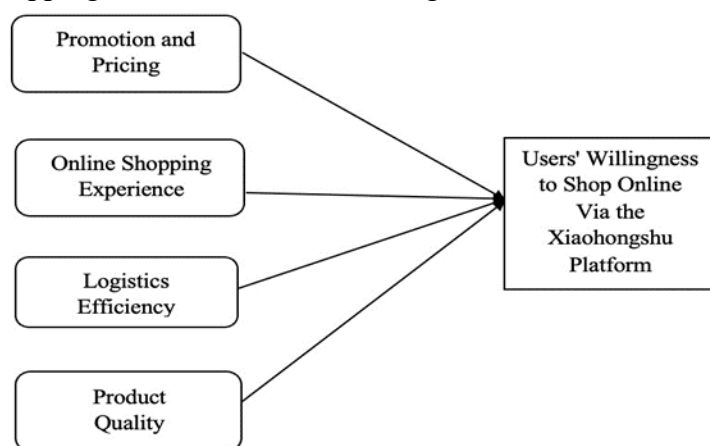 Promotion and
Pricing
Online Shopping
Experience
Logistics
Efficiency
Product
Quality
Users' Willingness
to Shop Online
Via the
Xiaohongshu
Platform